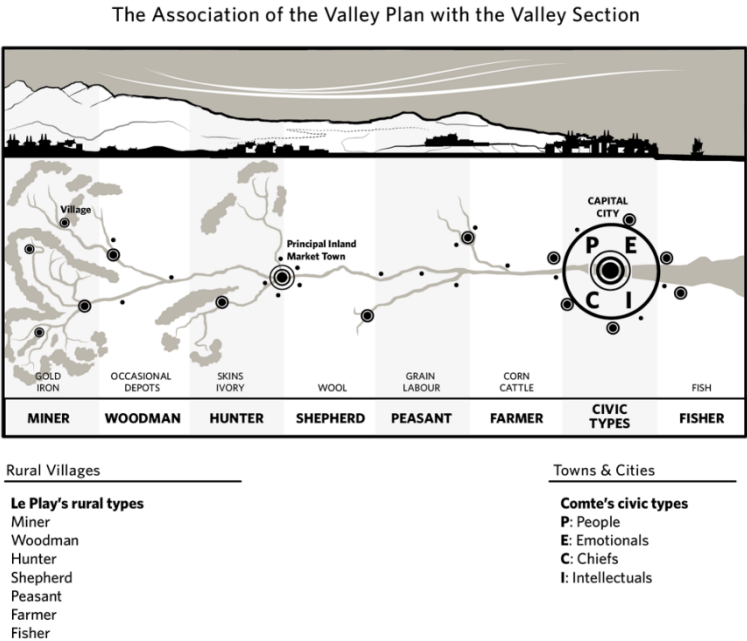 The Association of the Valley Plan with the Valley Section
Village
Principal Inland
Market Town
CAPITAL
CITY
P E
C I
GOLD
IRON
OCCASIONAL
DEPOTS
SKINS
IVORY
WOOL
GRAIN
LABOUR
CORN
CATTLE
FISH
MINER
WOODMAN
HUNTER
SHEPHERD
PEASANT
FARMER
CIVIC
TYPES
FISHER
Rural Villages
Le Play's rural types
Miner
Woodman
Hunter
Shepherd
Peasant
Farmer
Fisher
Towns & Cities
Comte's civic types
P: People
E: Emotionals
C: Chiefs
I: Intellectuals